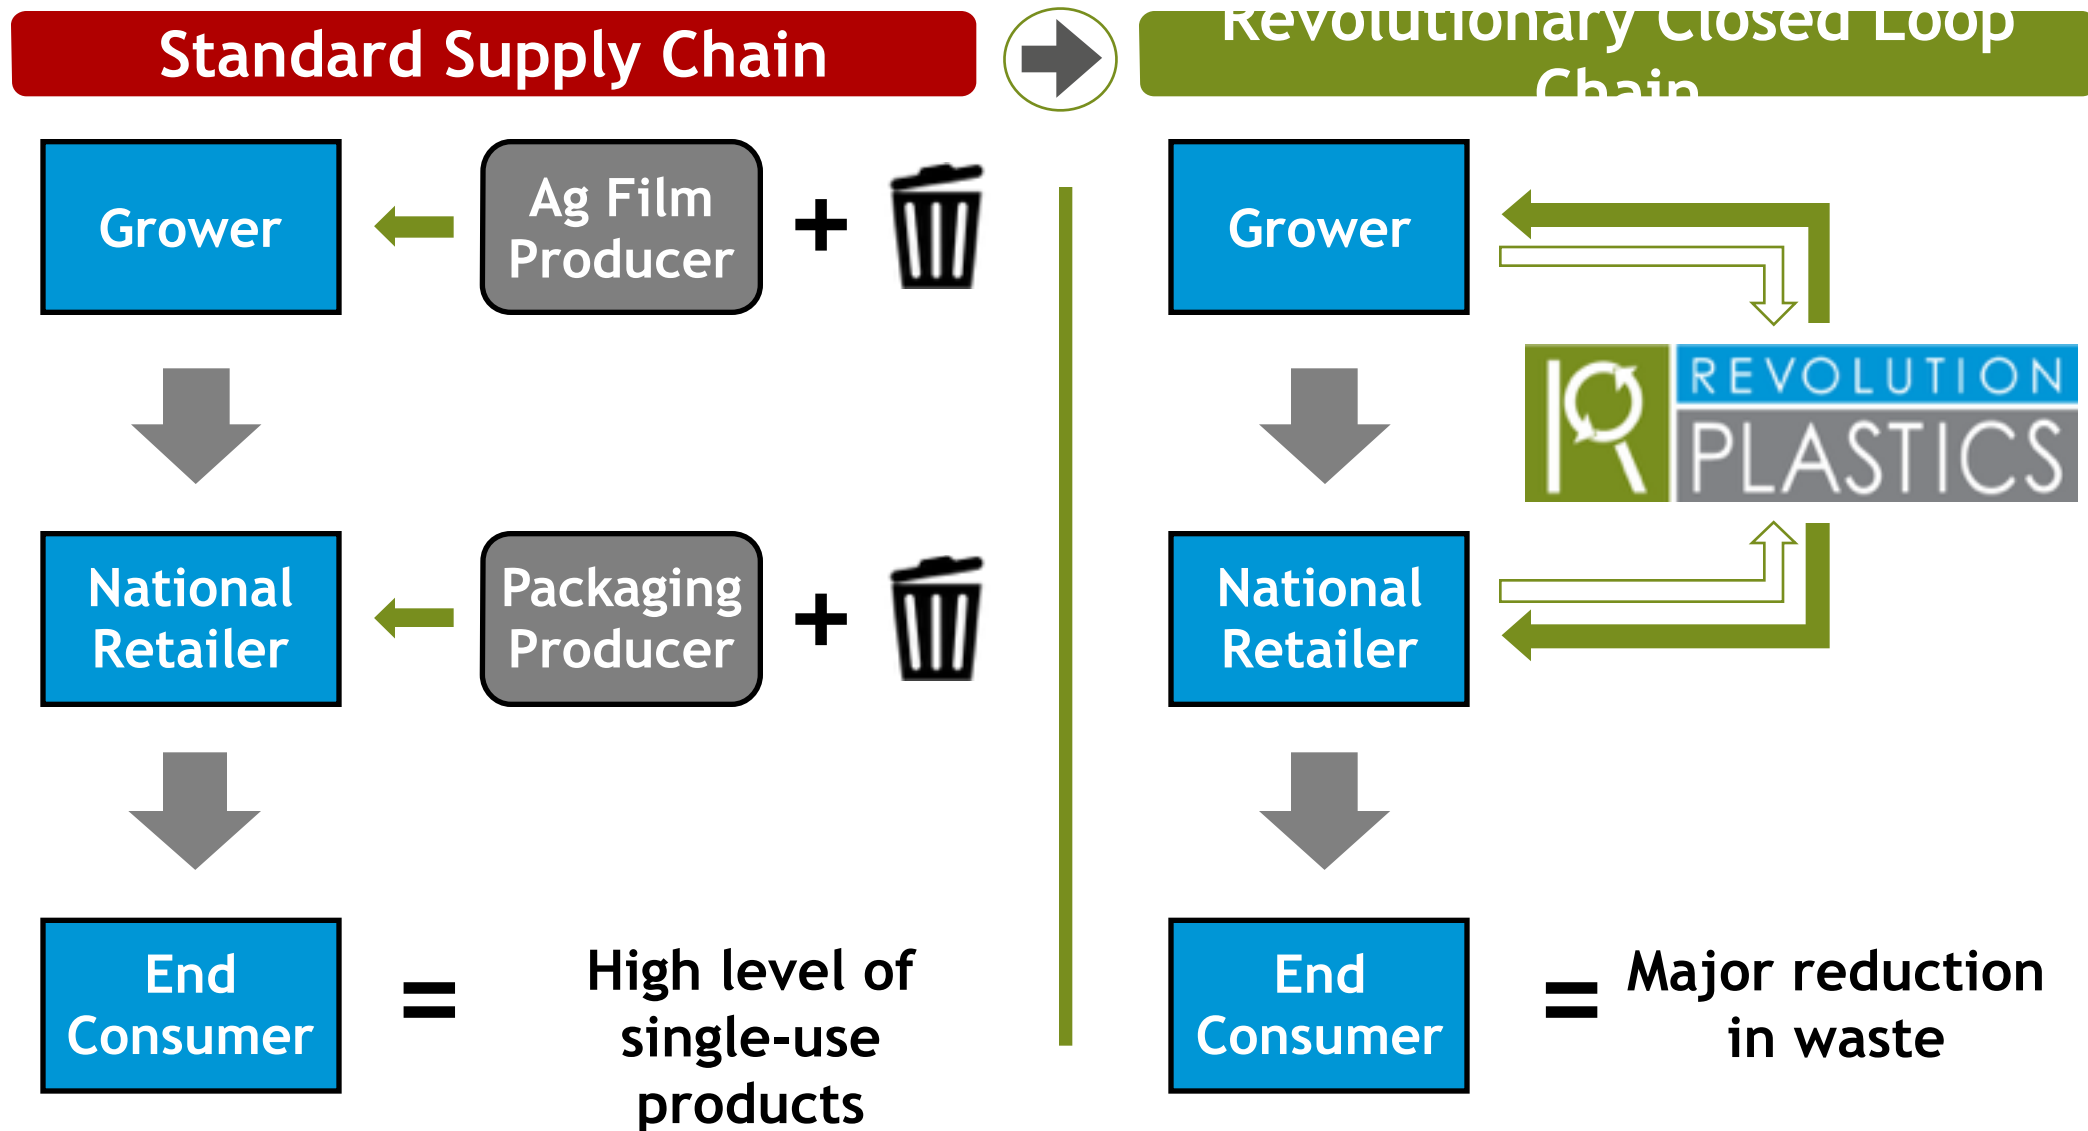 Standard Supply Chain
Revolutionary Closed Loop
Chain
Grower
Ag Film
Producer
+
National
Retailer
Packaging
Producer
+
End
Consumer
=
High level of
single-use
products
Grower
REVOLUTION
PLASTICS
National
Retailer
End
Consumer
=
Major reduction
in waste